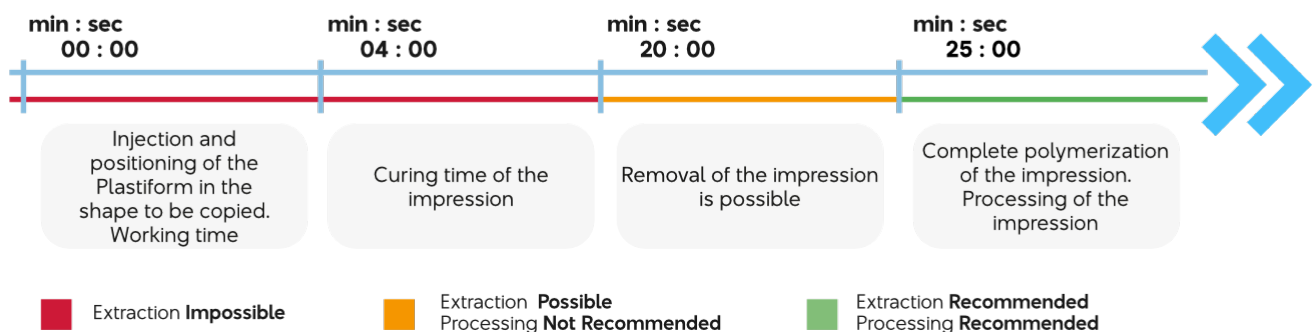 min : sec
00 : 00
min : sec
04 : 00
min : sec
20 : 00
min : sec
25 : 00
Injection and
positioning of the
Plastiform in the
shape to be copied.
Working time
Curing time of the
impression
Removal of the impression
is possible
Complete polymerization
of the impression.
Processing of the
impression
Extraction Impossible
Extraction Possible
Processing Not Recommended
Extraction Recommended
Processing Recommended